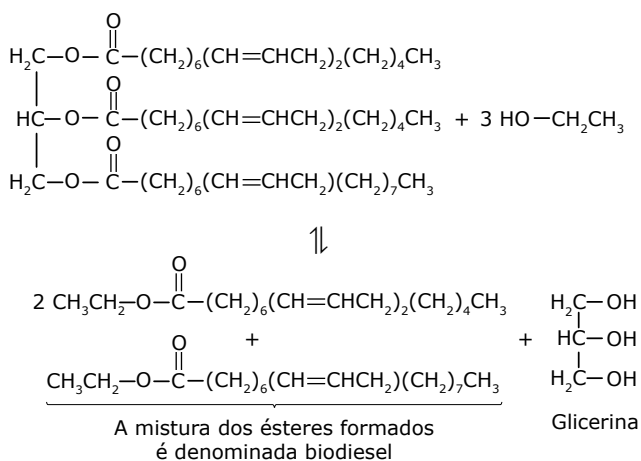 O
H₂C—O—C—(CH₂)₆(CH=CHCH₂)₂(CH₂)₄CH₃
O
HC—O—C—(CH₂)₆(CH=CHCH₂)₂(CH₂)₄CH₃ + 3 HO—CH₂CH₃
O
H₂C—O—C—(CH₂)₆(CH=CHCH₂)(CH₂)₇CH₃
⇌
O
2 CH₃CH₂—O—C—(CH₂)₆(CH=CHCH₂)₂(CH₂)₄CH₃ H₂C—OH
+ + HC—OH
O
CH₃CH₂—O—C—(CH₂)₆(CH=CHCH₂)(CH₂)₇CH₃ H₂C—OH
A mistura dos ésteres formados
é denominada biodiesel
Glicerina